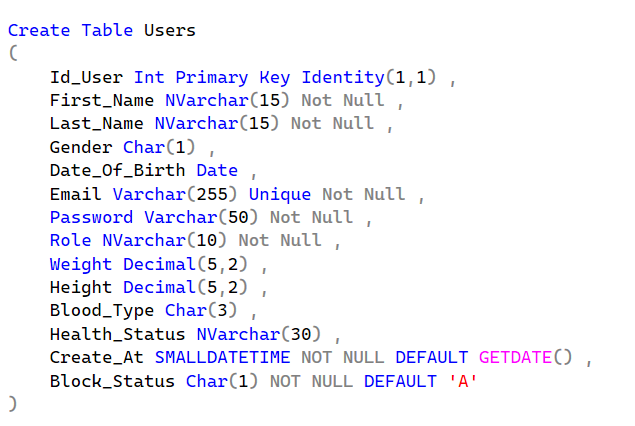 Create Table Users
(
Id_User Int Primary Key Identity(1,1) ,
First_Name NVarchar(15) Not Null ,
Last_Name NVarchar(15) Not Null ,
Gender Char(1) ,
Date_Of_Birth Date ,
Email Varchar(255) Unique Not Null ,
Password Varchar(50) Not Null ,
Role NVarchar(10) Not Null ,
Weight Decimal(5,2) ,
Height Decimal(5,2) ,
Blood_Type Char(3) ,
Health_Status NVarchar(30) ,
Create_At SMALLDATETIME NOT NULL DEFAULT GETDATE() ,
Block_Status Char(1) NOT NULL DEFAULT 'A'
)